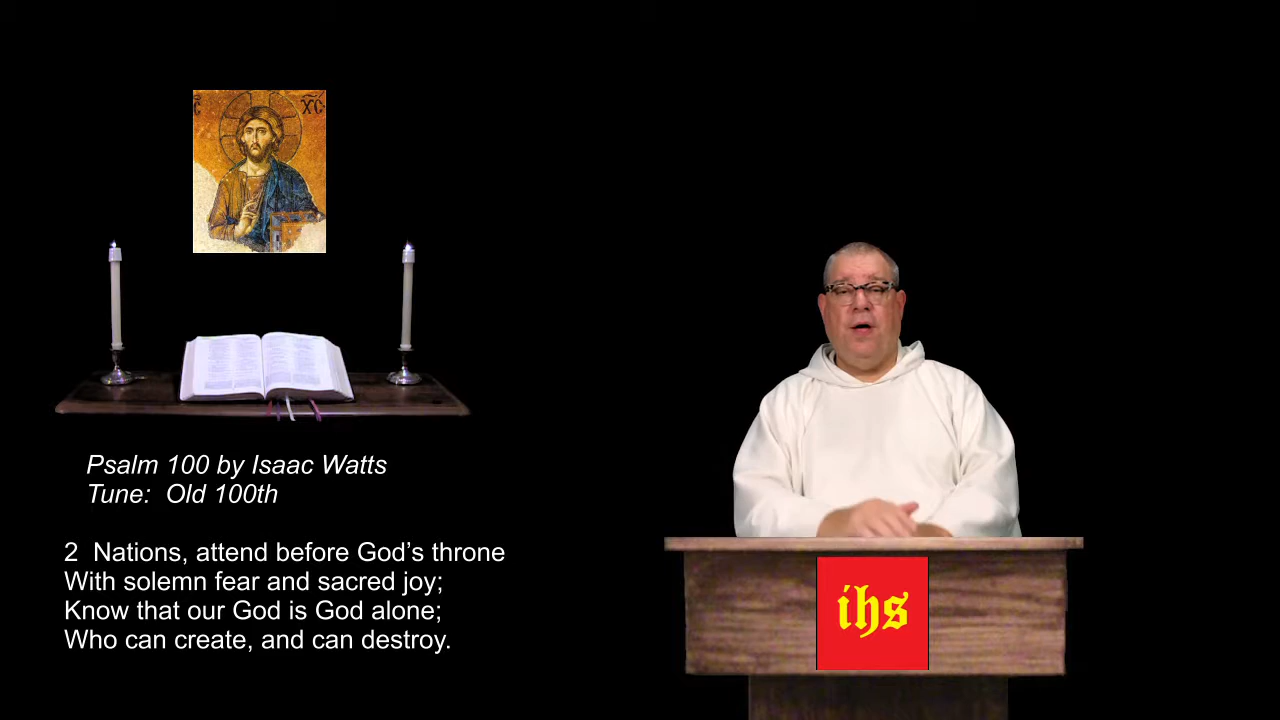 C XC
Psalm 100 by Isaac Watts
Tune: Old 100th
2 Nations, attend before God's throne
With solemn fear and sacred joy;
Know that our God is God alone;
Who can create, and can destroy.
ihs